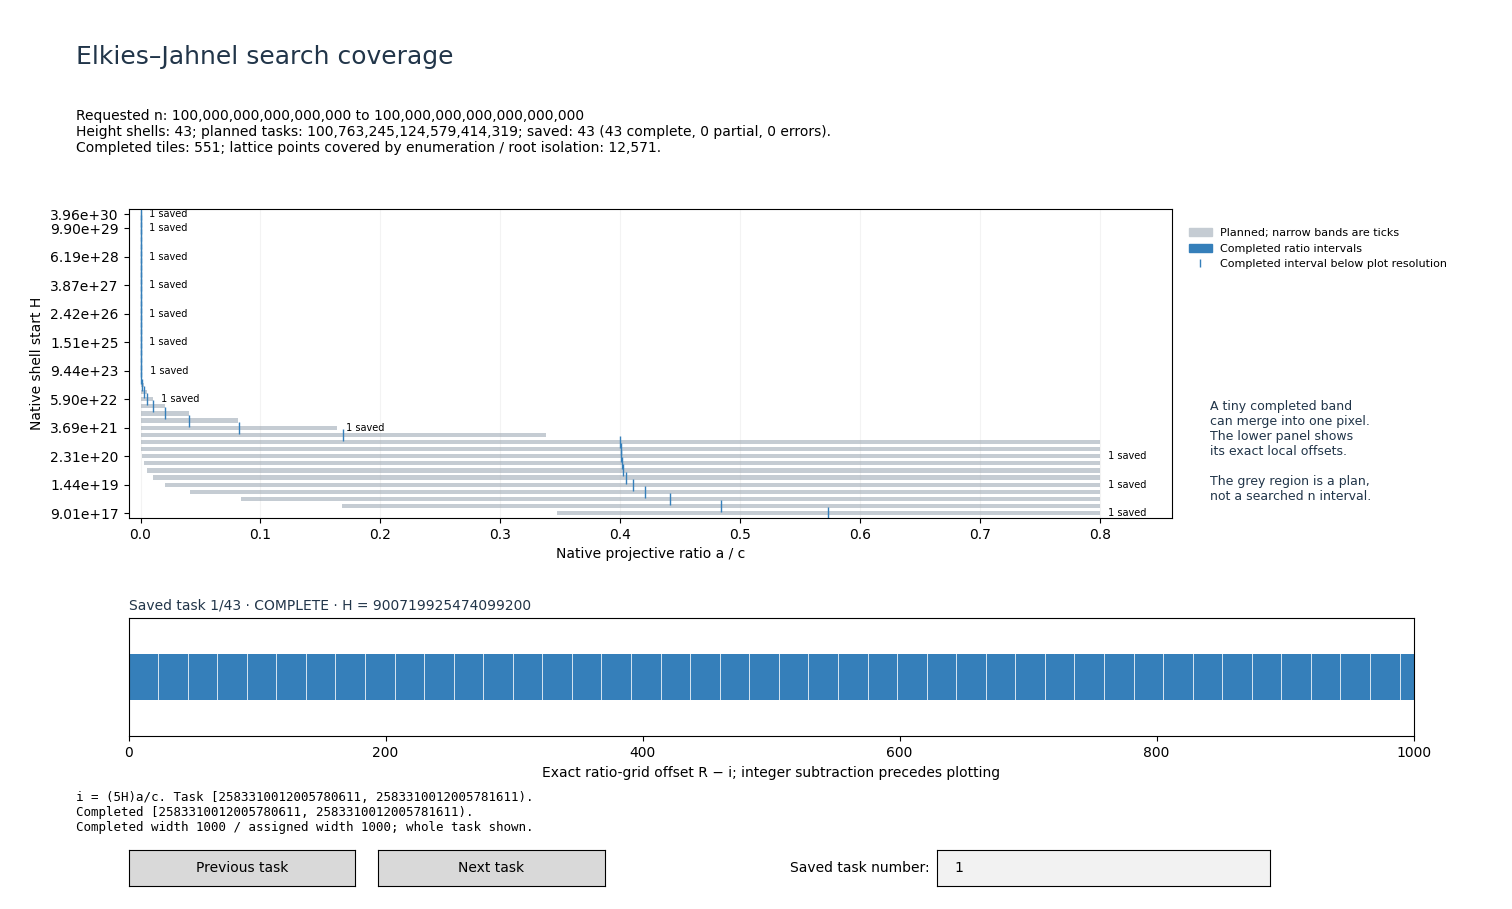 Elkies–Jahnel search coverage
Requested n: 100,000,000,000,000,000 to 100,000,000,000,000,000,000
Height shells: 43; planned tasks: 100,763,245,124,579,414,319; saved: 43 (43 complete, 0 partial, 0 errors).
Completed tiles: 551; lattice points covered by enumeration / root isolation: 12,571.
Native shell start H
3.96e+30
9.90e+29
6.19e+28
3.87e+27
2.42e+26
1.51e+25
9.44e+23
5.90e+22
3.69e+21
2.31e+20
1.44e+19
9.01e+17
1 saved
1 saved
1 saved
1 saved
1 saved
1 saved
1 saved
1 saved
1 saved
1 saved
1 saved
1 saved
0.0 0.1 0.2 0.3 0.4 0.5 0.6 0.7 0.8
Native projective ratio a / c
Planned; narrow bands are ticks
Completed ratio intervals
Completed interval below plot resolution
A tiny completed band
can merge into one pixel.
The lower panel shows
its exact local offsets.
The grey region is a plan,
not a searched n interval.
Saved task 1/43 · COMPLETE · H = 900719925474099200
0 200 400 600 800 1000
Exact ratio-grid offset R − i; integer subtraction precedes plotting
i = (5H)a/c. Task [2583310012005780611, 2583310012005781611).
Completed [2583310012005780611, 2583310012005781611).
Completed width 1000 / assigned width 1000; whole task shown.
Previous task
Next task
Saved task number: 1